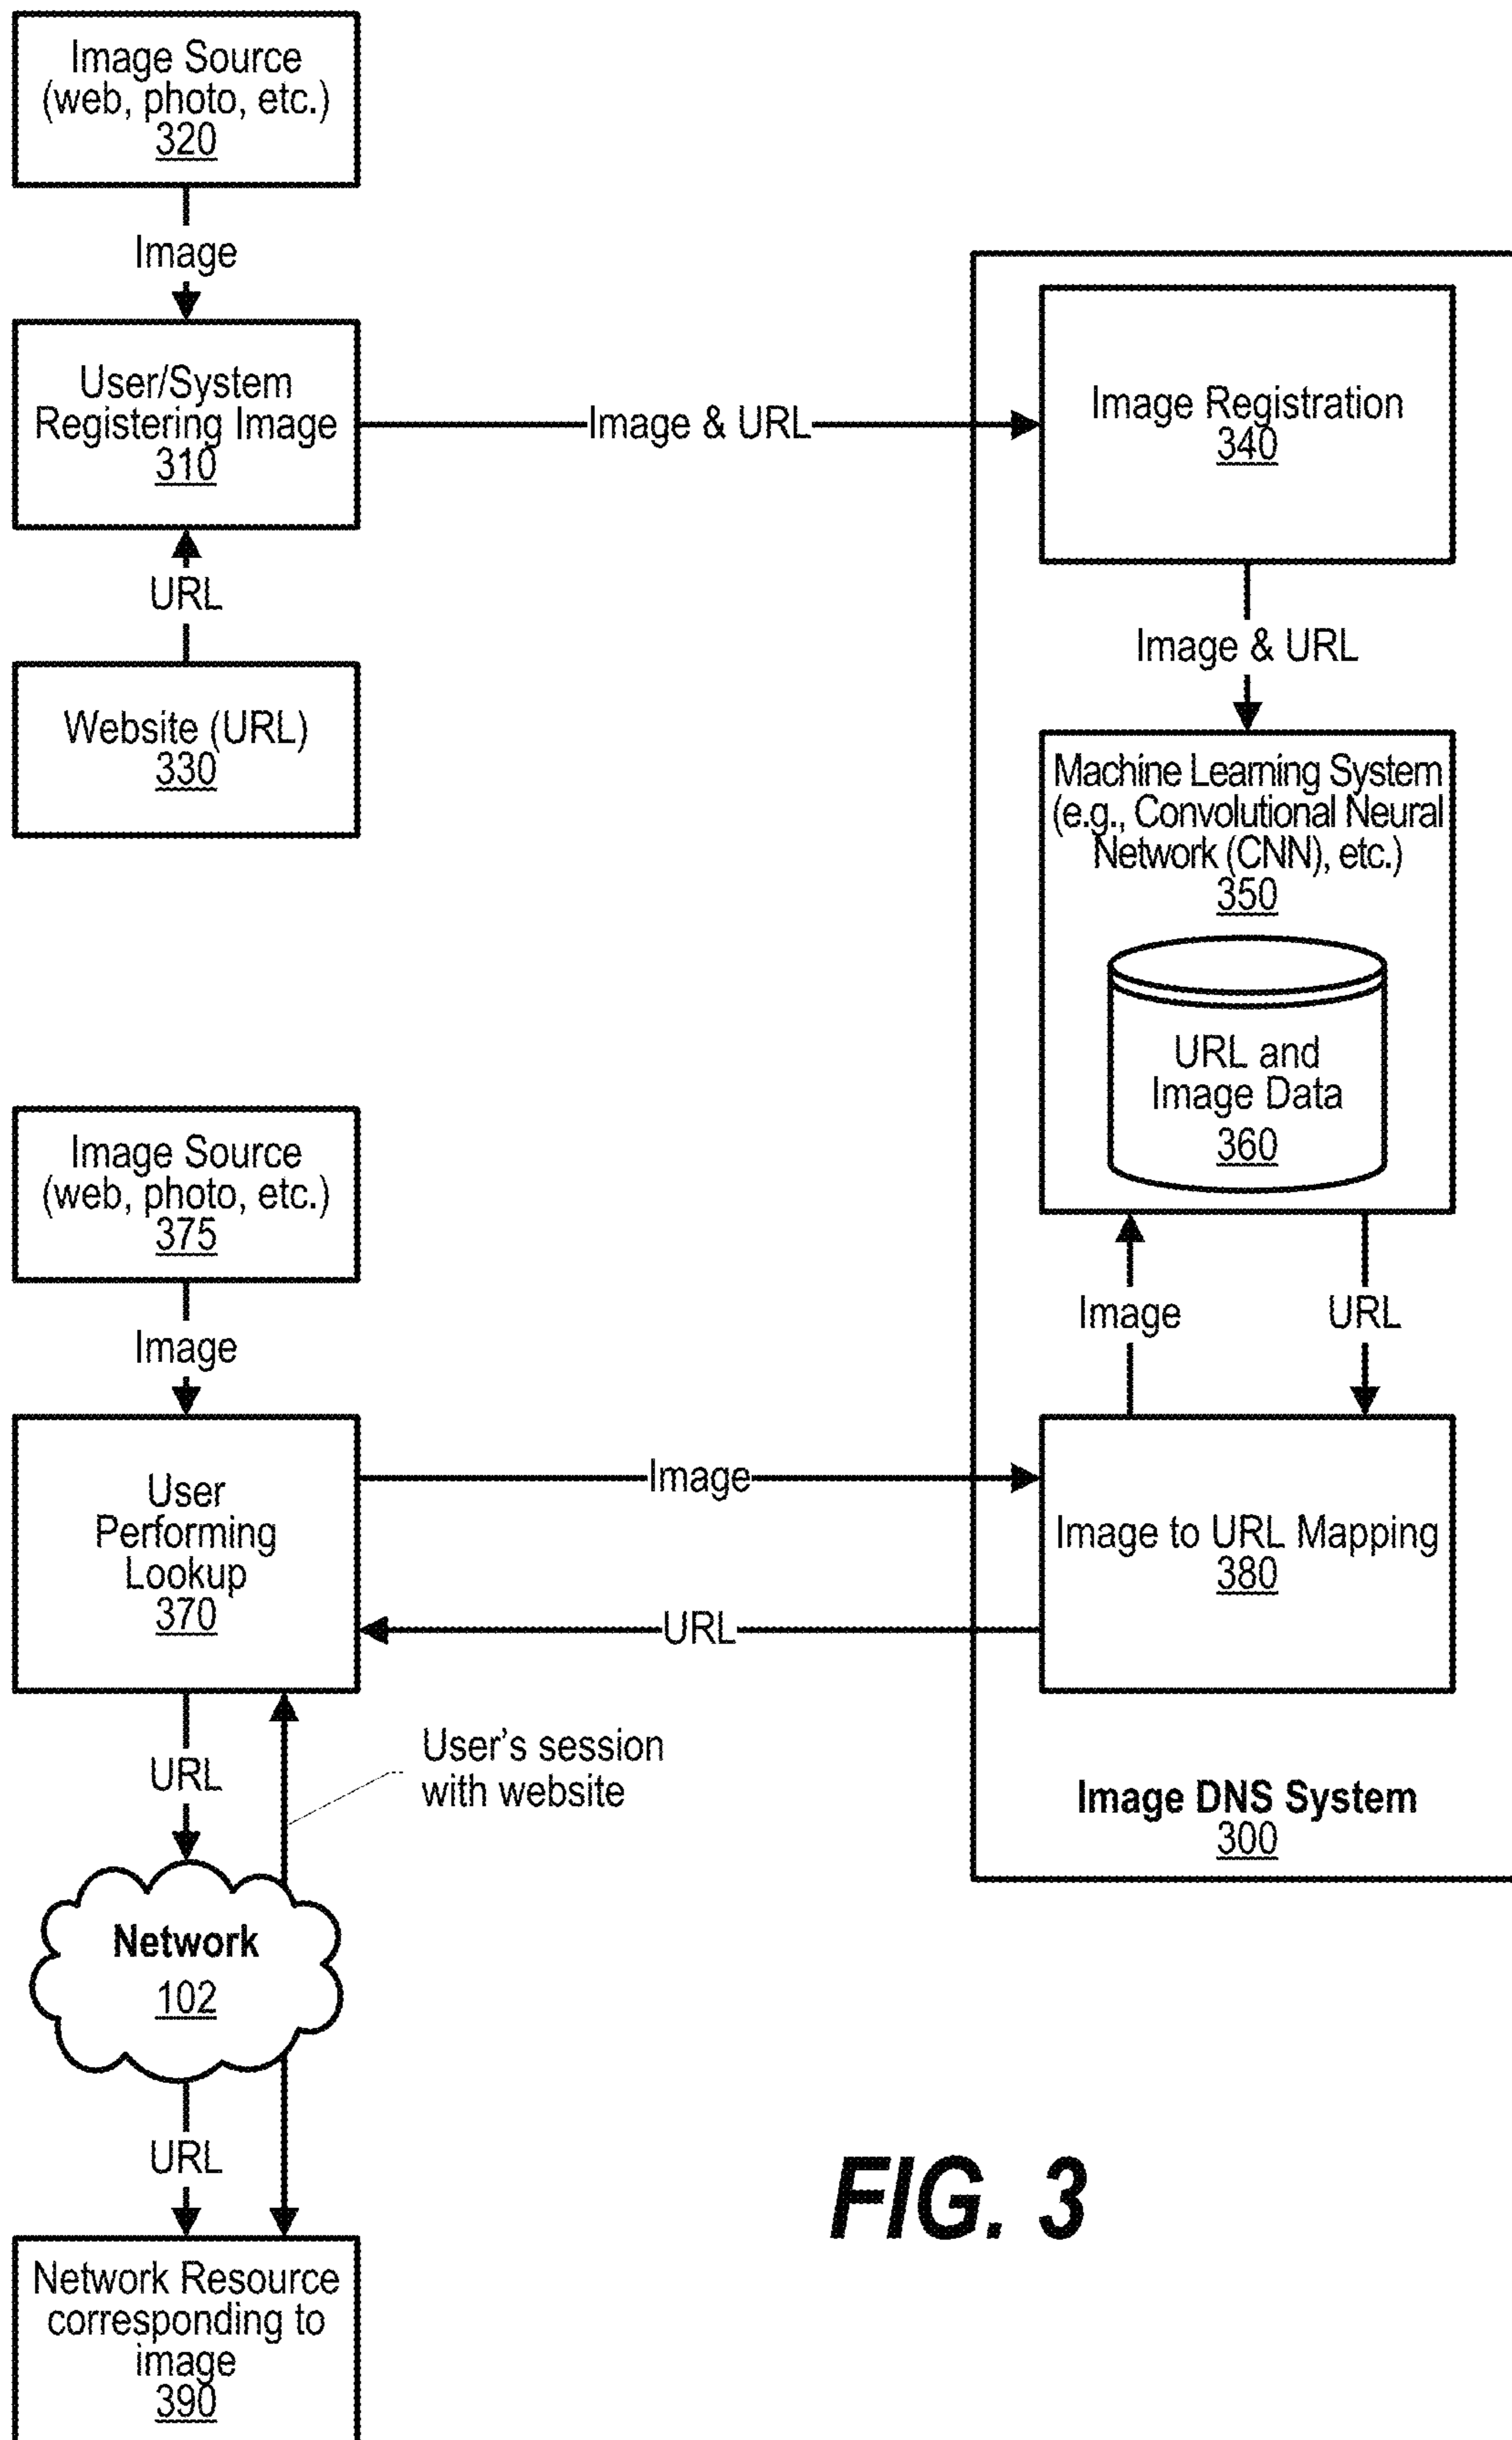 Image Source
(web, photo, etc.)
320
Image
User/System
Registering Image
310
Image & URL
URL
Website (URL)
330
Image Registration
340
Image & URL
Machine Learning System
(e.g., Convolutional Neural
Network (CNN), etc.)
350
URL and
Image Data
360
Image
URL
Image Source
(web, photo, etc.)
375
Image
User
Performing
Lookup
370
Image
URL
Image to URL Mapping
380
Image DNS System
300
URL
User's session
with website
Network
102
URL
Network Resource
corresponding to
image
390
FIG. 3